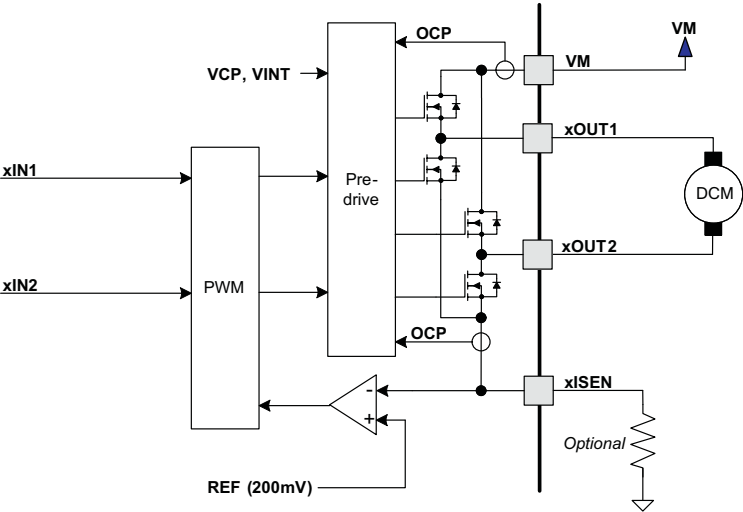 OCP
VM
VM
VCP, VINT
xOUT1
xIN1
Pre-
drive
DCM
xOUT2
xIN2
PWM
OCP
xISEN
-
+
Optional
REF (200mV)